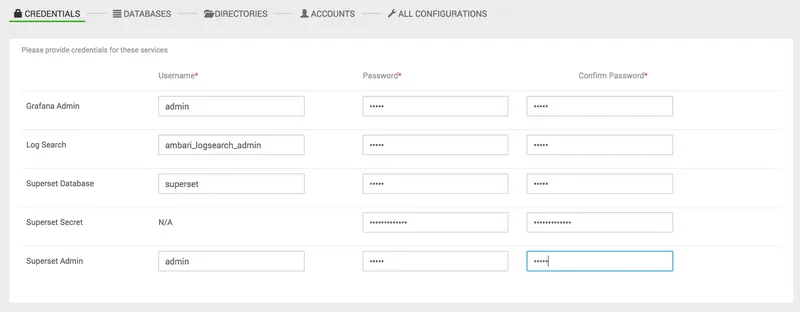 CREDENTIALS DATABASES DIRECTORIES ACCOUNTS ALL CONFIGURATIONS
Please provide credentials for these services
Username* Password* Confirm Password*
Grafana Admin admin ••••• •••••
Log Search ambari_logsearch_admin ••••• •••••
Superset Database superset ••••• •••••
Superset Secret N/A ••••••••••••• •••••••••••••
Superset Admin admin ••••• •••••